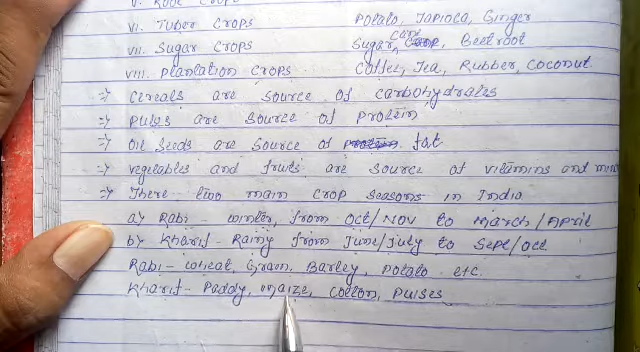 V. Root Crops
VI. Tuber Crops Potato, Tapioca, Ginger
VII. Sugar Crops Sugar cane, Beetroot
VIII. Plantation Crops Coffee, Tea, Rubber, Coconut.
=> Cereals are Source of carbohydrates
=> Pulses are Source of Protein
=> Oil Seeds are Source of fat
=> Vegetables and fruits are Source of vitamins and
=> There two main crop Seasons in India
a) Rabi - winter, from Oct/Nov to March/April
b) Kharif - Rainy from June/July to Sept/Oct
Rabi - wheat, Gram, Barley, Potato etc.
Kharif - Paddy, maize, Cotton, Pulses